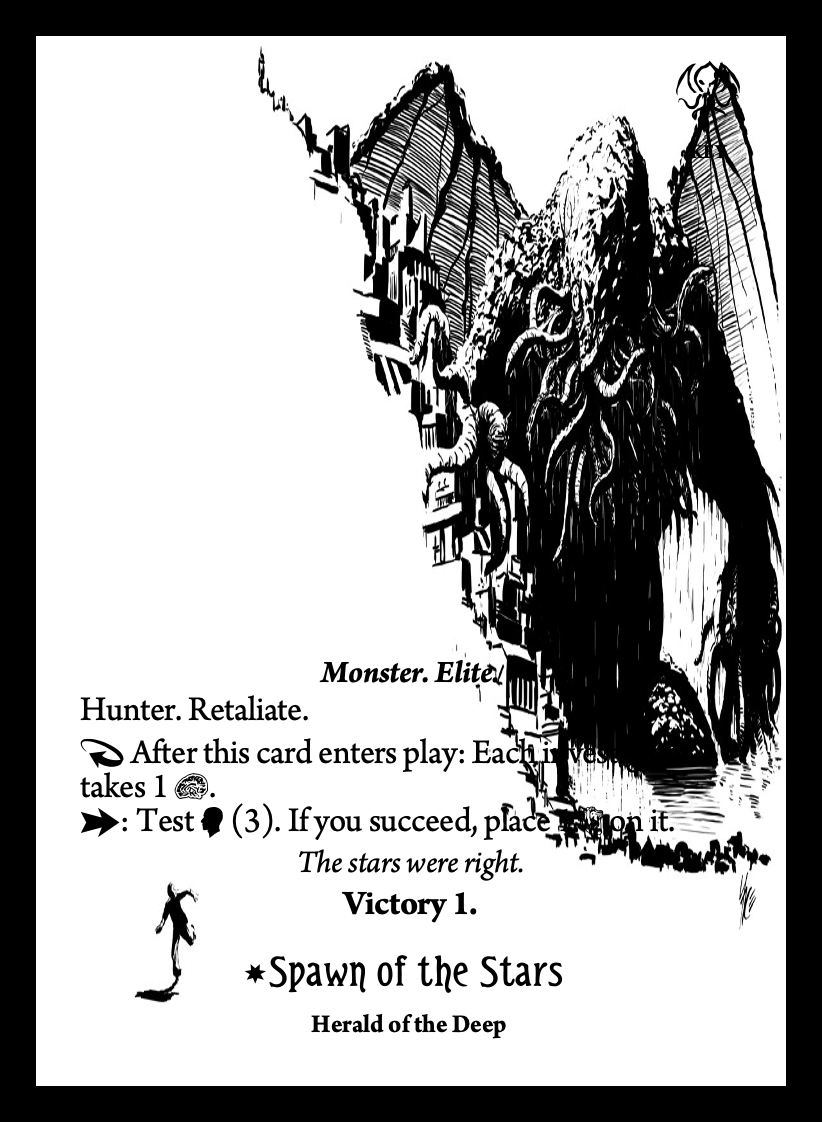 Monster. Elite.
Hunter. Retaliate.
After this card enters play: Each
takes 1 .
: Test (3). If you succeed, place on it.
The stars were right.
Victory 1.
Spawn of the Stars
Herald of the Deep